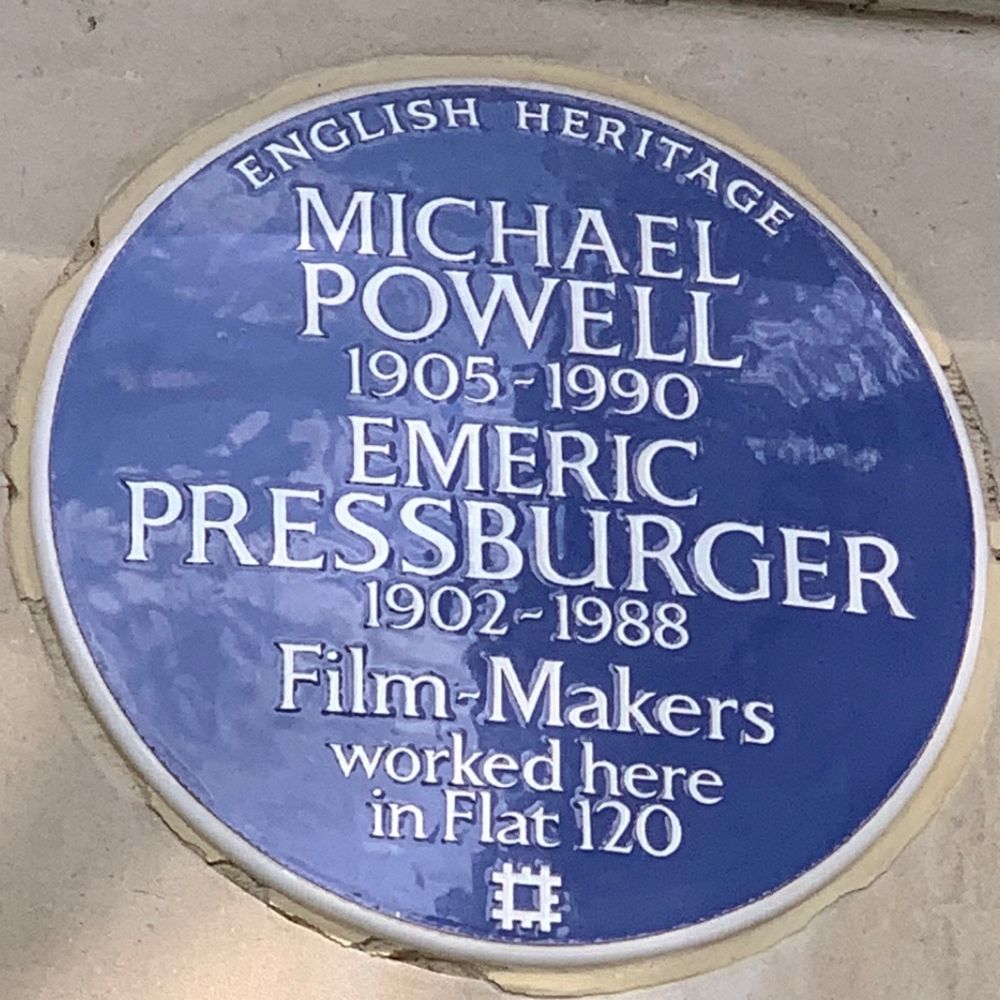 ENGLISH HERITAGE
MICHAEL
POWELL
1905-1990
EMERIC
PRESSBURGER
1902-1988
Film-Makers
worked here
in Flat 120